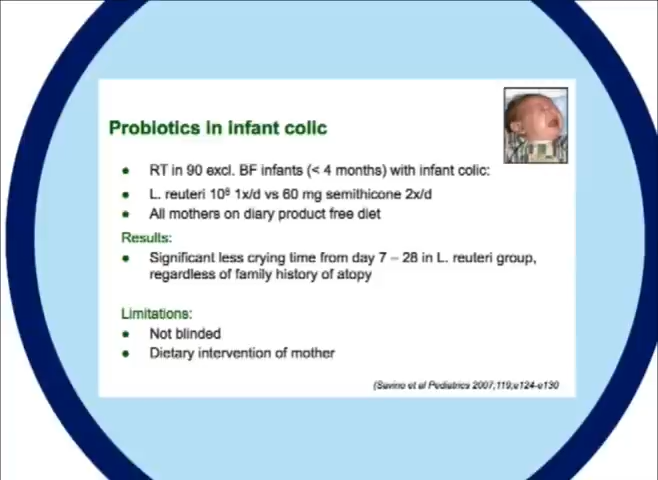 Probiotics in infant colic
RT in 90 excl. BF infants (< 4 months) with infant colic:
L. reuteri 10⁸ 1x/d vs 60 mg semithicone 2x/d
All mothers on diary product free diet
Results:
Significant less crying time from day 7 – 28 in L. reuteri group,
regardless of family history of atopy
Limitations:
Not blinded
Dietary intervention of mother
(Savino et al Pediatrics 2007;119;e124-e130